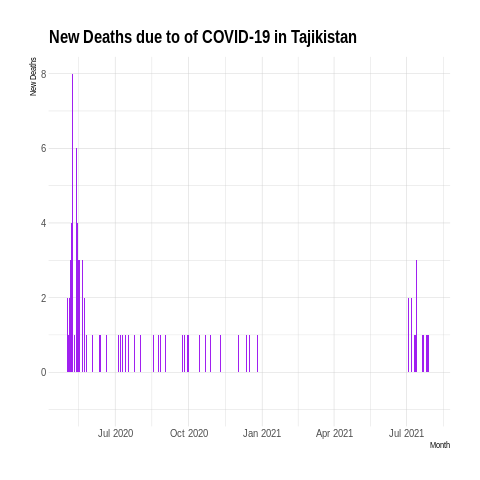 New Deaths due to of COVID-19 in Tajikistan
New Deaths
8
6
4
2
0
Jul 2020 Oct 2020 Jan 2021 Apr 2021 Jul 2021
Month